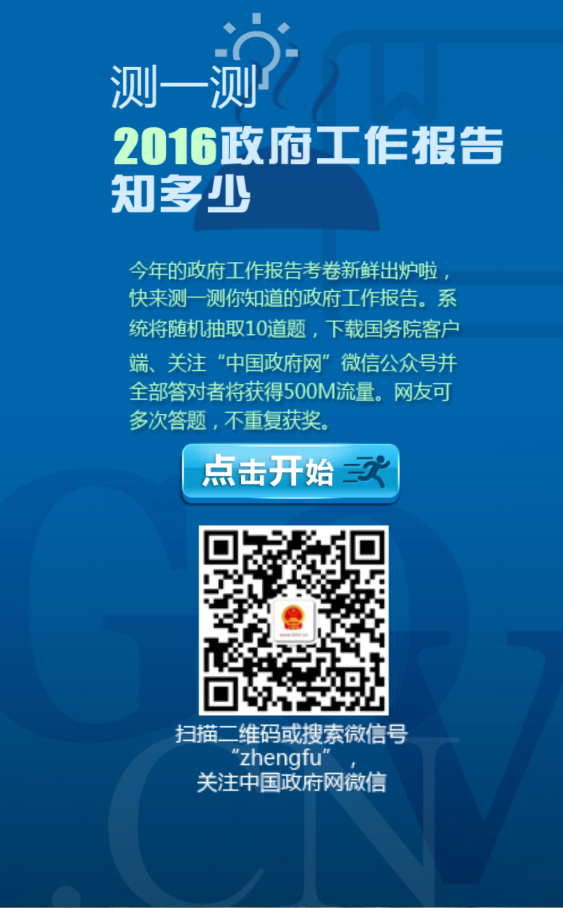 测一测
2016政府工作报告
知多少
今年的政府工作报告考卷新鲜出炉啦，
快来测一测你知道的政府工作报告。系
统将随机抽取10道题，下载国务院客户
端、关注“中国政府网”微信公众号并
全部答对者将获得500M流量。网友可
多次答题，不重复获奖。
点击开始
扫描二维码或搜索微信号
“zhengfu”，
关注中国政府网微信
GOV
.CN